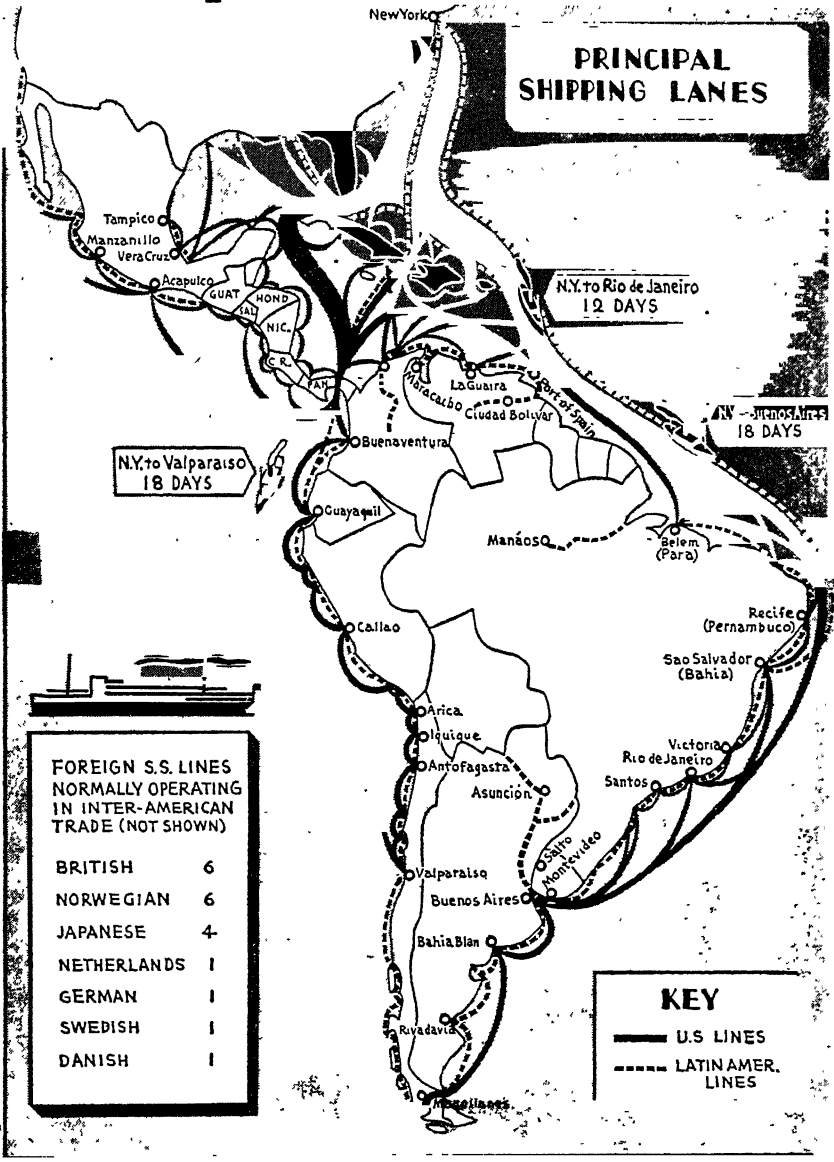 New York
PRINCIPAL
SHIPPING LANES
Tampico
Manzanillo
Vera Cruz
Acapulco
GUAT
HOND
SAL
NIC.
C.R.
PAN
N.Y. to Rio de Janeiro
12 DAYS
Maracaibo
La Guaira
Ciudad Bolivar
Port of Spain
N.Y.-Buenos Aires
18 DAYS
Buenaventura
N.Y. to Valparaiso
18 DAYS
Guayaquil
Manáos
Belem
(Para)
Recife
(Pernambuco)
Callao
Sao Salvador
(Bahia)
Arica
Iquique
Antofagasta
Asunción
Victoria
Rio de Janeiro
Santos
Salto
Montevideo
Valparaiso
Buenos Aires
Bahia Blan
Rivadavia
Magellanes
FOREIGN S.S. LINES
NORMALLY OPERATING
IN INTER-AMERICAN
TRADE (NOT SHOWN)
BRITISH 6
NORWEGIAN 6
JAPANESE 4
NETHERLANDS 1
GERMAN 1
SWEDISH 1
DANISH 1
KEY
U.S LINES
LATIN AMER.
LINES